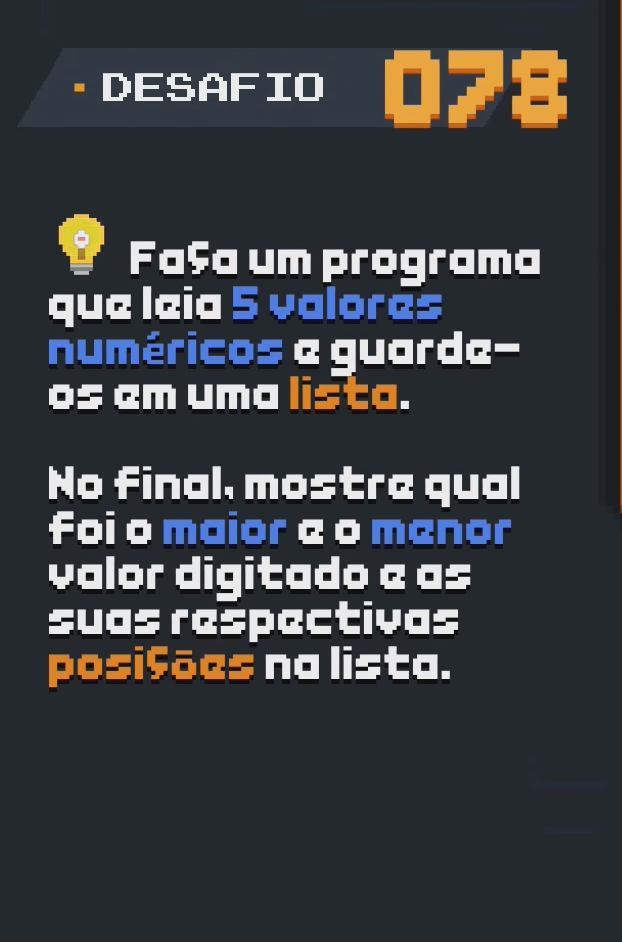 DESAFIO 078
Faça um programa
que leia 5 valores
numéricos e guarde-
os em uma lista.
No final, mostre qual
foi o maior e o menor
valor digitado e as
suas respectivas
posições na lista.